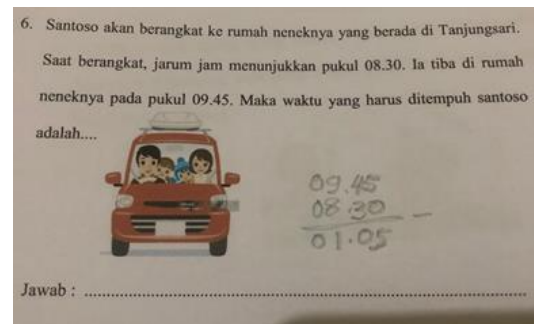 6. Santoso akan berangkat ke rumah neneknya yang berada di Tanjungsari.
Saat berangkat, jarum jam menunjukkan pukul 08.30. Ia tiba di rumah
neneknya pada pukul 09.45. Maka waktu yang harus ditempuh santoso
adalah....
09.45
08.30 -
01.05
Jawab : ........................................................................................